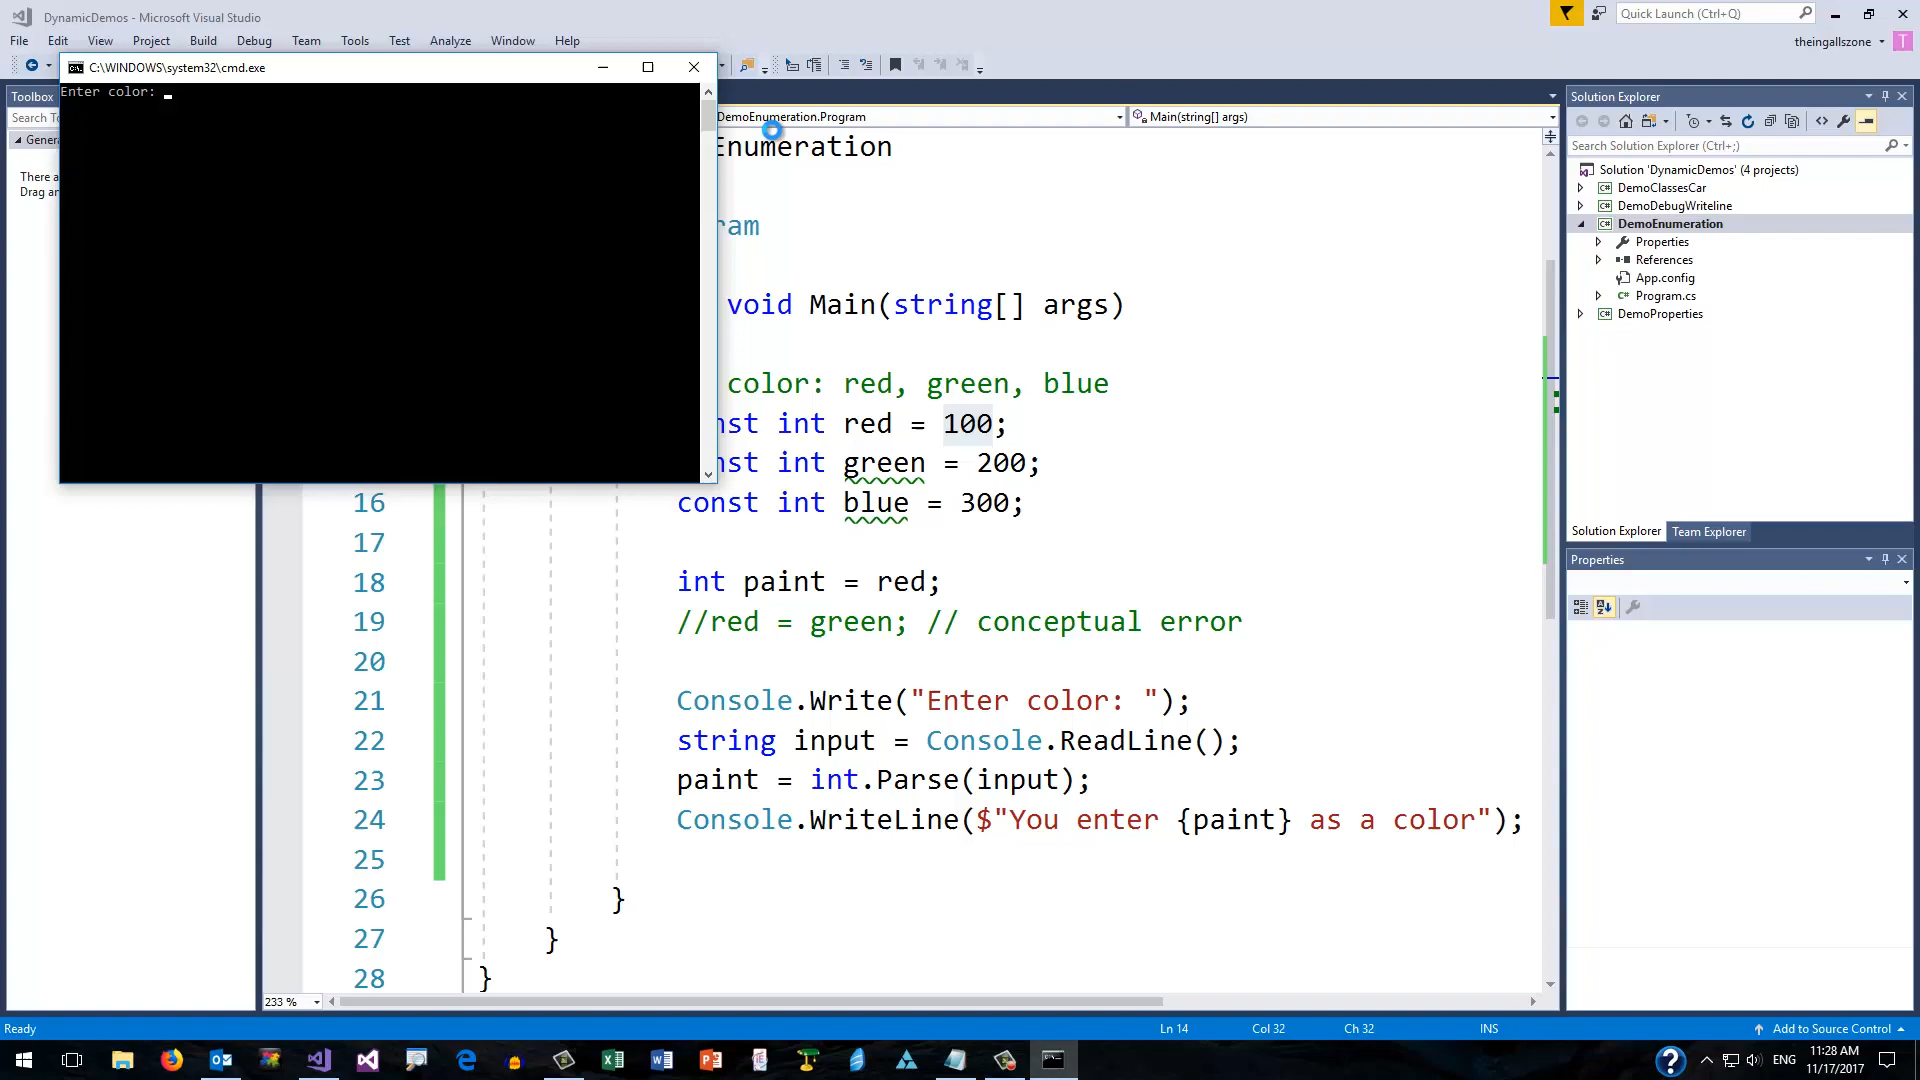 DynamicDemos - Microsoft Visual Studio
Quick Launch (Ctrl+Q)
File Edit View Project Build Debug Team Tools Test Analyze Window Help
theingallszone
T
C:\WINDOWS\system32\cmd.exe
Enter color:
Toolbox
Search To
Genera
There a
Drag an
DemoEnumeration.Program
Main(string[] args)
Enumeration
ram
void Main(string[] args)
color: red, green, blue
nst int red = 100;
nst int green = 200;
16 const int blue = 300;
17
18 int paint = red;
19 //red = green; // conceptual error
20
21 Console.Write("Enter color: ");
22 string input = Console.ReadLine();
23 paint = int.Parse(input);
24 Console.WriteLine($"You enter {paint} as a color");
25
26 }
27 }
28 }
233 %
Solution Explorer
Search Solution Explorer (Ctrl+;)
Solution 'DynamicDemos' (4 projects)
C# DemoClassesCar
C# DemoDebugWriteline
C# DemoEnumeration
Properties
References
App.config
C# Program.cs
C# DemoProperties
Solution Explorer Team Explorer
Properties
Ready
Ln 14 Col 32 Ch 32 INS
Add to Source Control
ENG
11:28 AM
11/17/2017